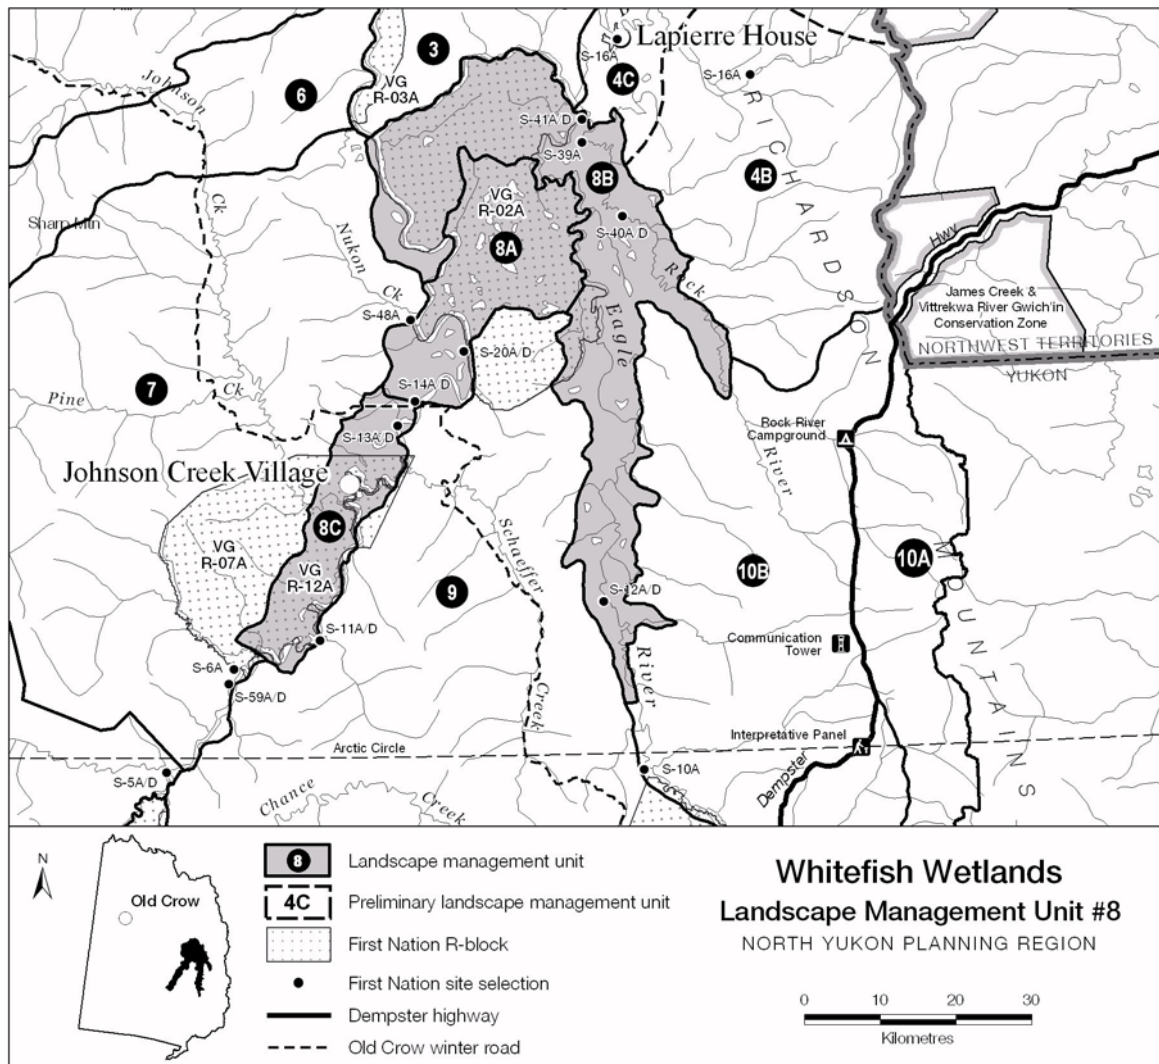 Lapierre House
S-16A
S-16A
3
4C
VG
R-03A
6
Johnson
Ck
S-41A/D
S-39A
8B
4B
RICHARDSON
VG
R-02A
8A
S-40A/D
Sharp Mtn
Nukon
Ck
Rock
Hwy
James Creek &
Vittrekwa River Gwich'in
Conservation Zone
NORTHWEST TERRITORIES
YUKON
S-48A
Eagle
S-20A/D
7
Pine
Ck
S-14A/D
S-13A/D
Rock River
Campground
River
Johnson Creek Village
8C
VG
R-07A
VG
R-12A
Schaeffer
9
10B
10A
MOUNTAINS
S-12A/D
S-11A/D
Communication
Tower
S-6A
S-59A/D
River
Creek
Interpretative Panel
Arctic Circle
S-5A/D
S-10A
Dempster
Chance
Creek
N
Old Crow
8
Landscape management unit
4C
Preliminary landscape management unit
First Nation R-block
First Nation site selection
Dempster highway
Old Crow winter road
Whitefish Wetlands
Landscape Management Unit #8
NORTH YUKON PLANNING REGION
0 10 20 30
Kilometres